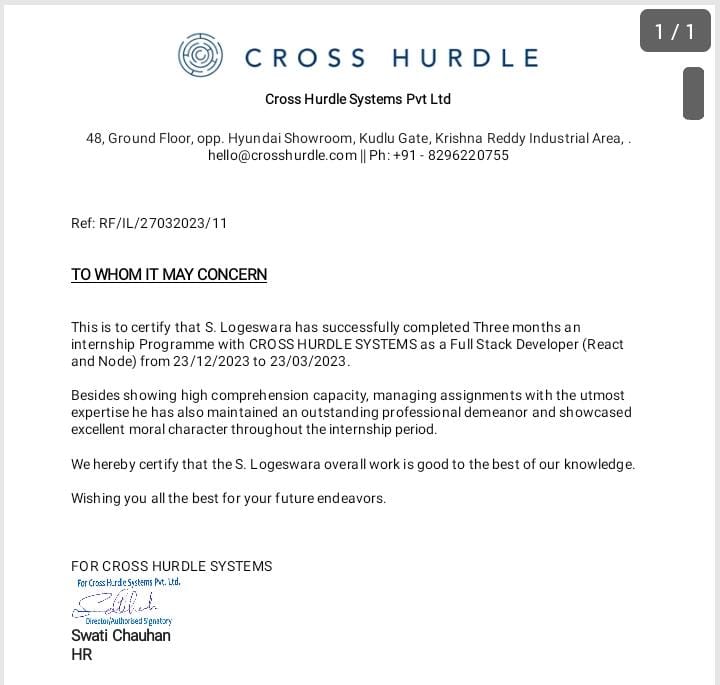 1 / 1
CROSS HURDLE
Cross Hurdle Systems Pvt Ltd
48, Ground Floor, opp. Hyundai Showroom, Kudlu Gate, Krishna Reddy Industrial Area, .
hello@crosshurdle.com || Ph: +91 - 8296220755
Ref: RF/IL/27032023/11
TO WHOM IT MAY CONCERN
This is to certify that S. Logeswara has successfully completed Three months an
internship Programme with CROSS HURDLE SYSTEMS as a Full Stack Developer (React
and Node) from 23/12/2023 to 23/03/2023.
Besides showing high comprehension capacity, managing assignments with the utmost
expertise he has also maintained an outstanding professional demeanor and showcased
excellent moral character throughout the internship period.
We hereby certify that the S. Logeswara overall work is good to the best of our knowledge.
Wishing you all the best for your future endeavors.
FOR CROSS HURDLE SYSTEMS
For Cross Hurdle Systems Pvt. Ltd.
Director/Authorised Signatory
Swati Chauhan
HR